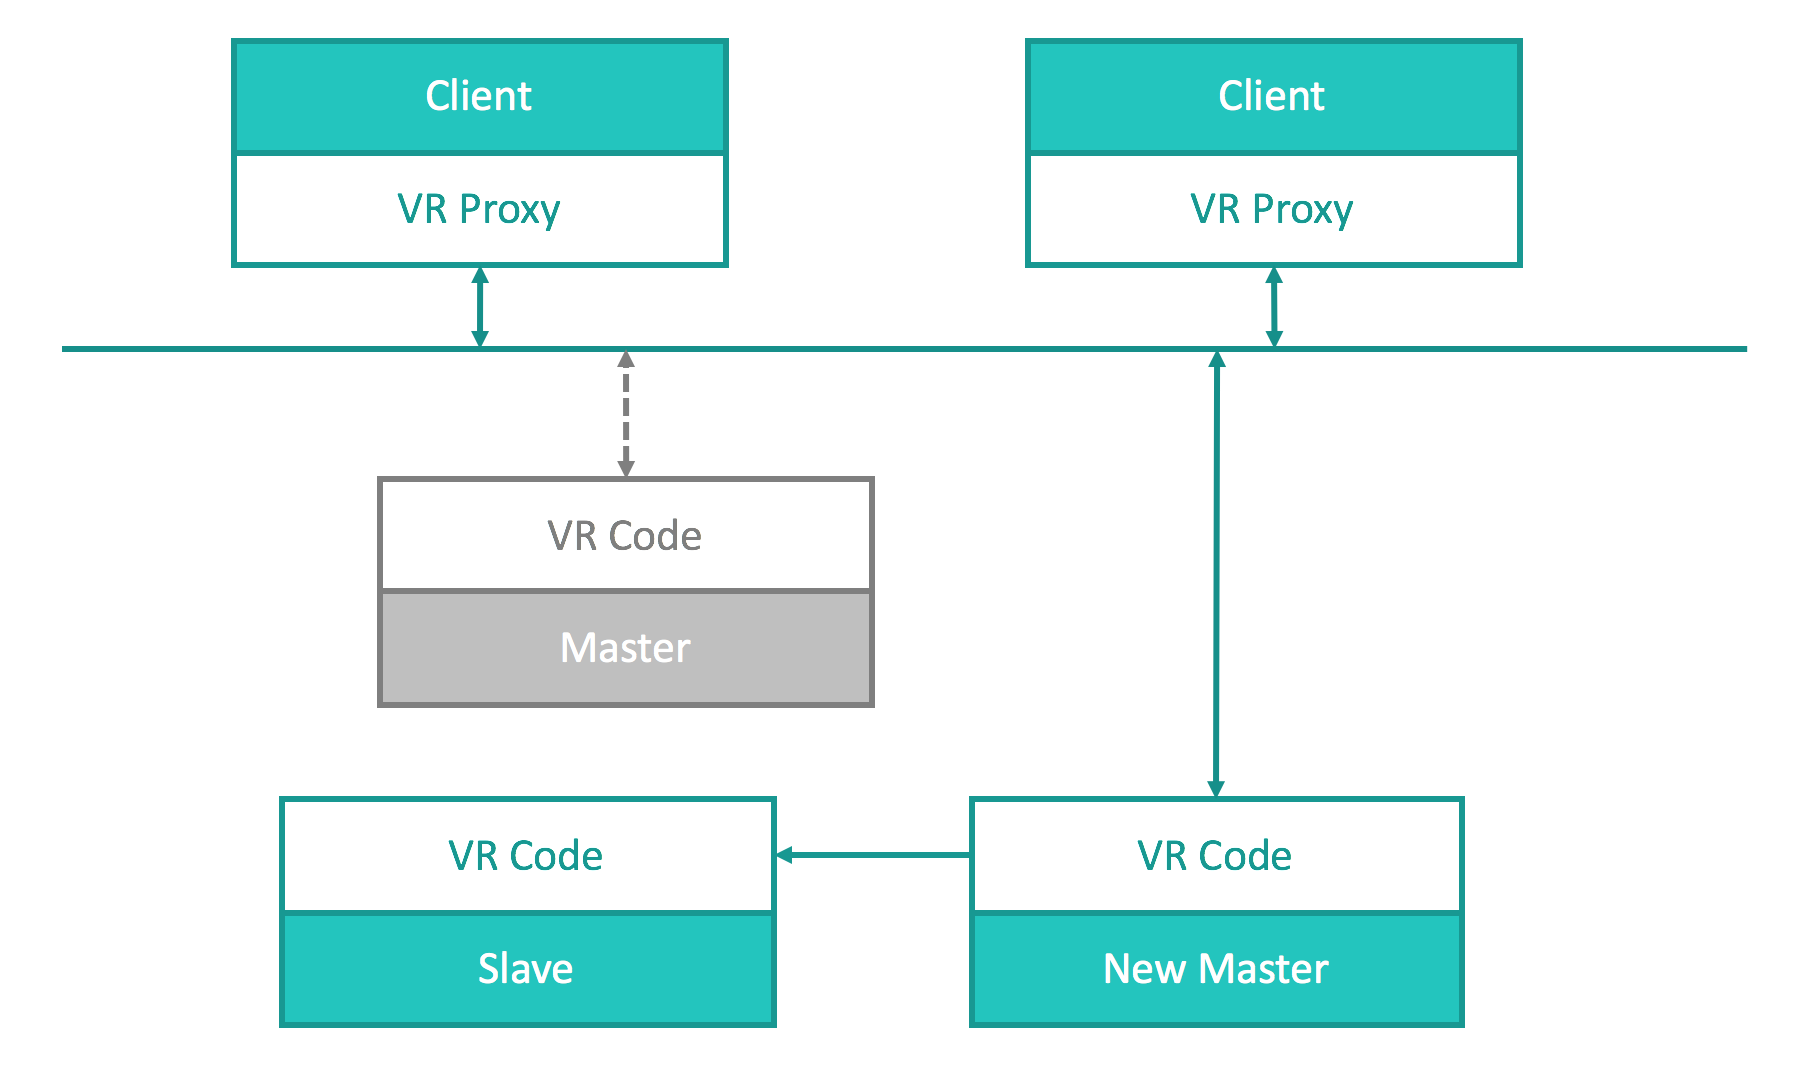 Client
VR Proxy
Client
VR Proxy
VR Code
Master
VR Code
Slave
VR Code
New Master